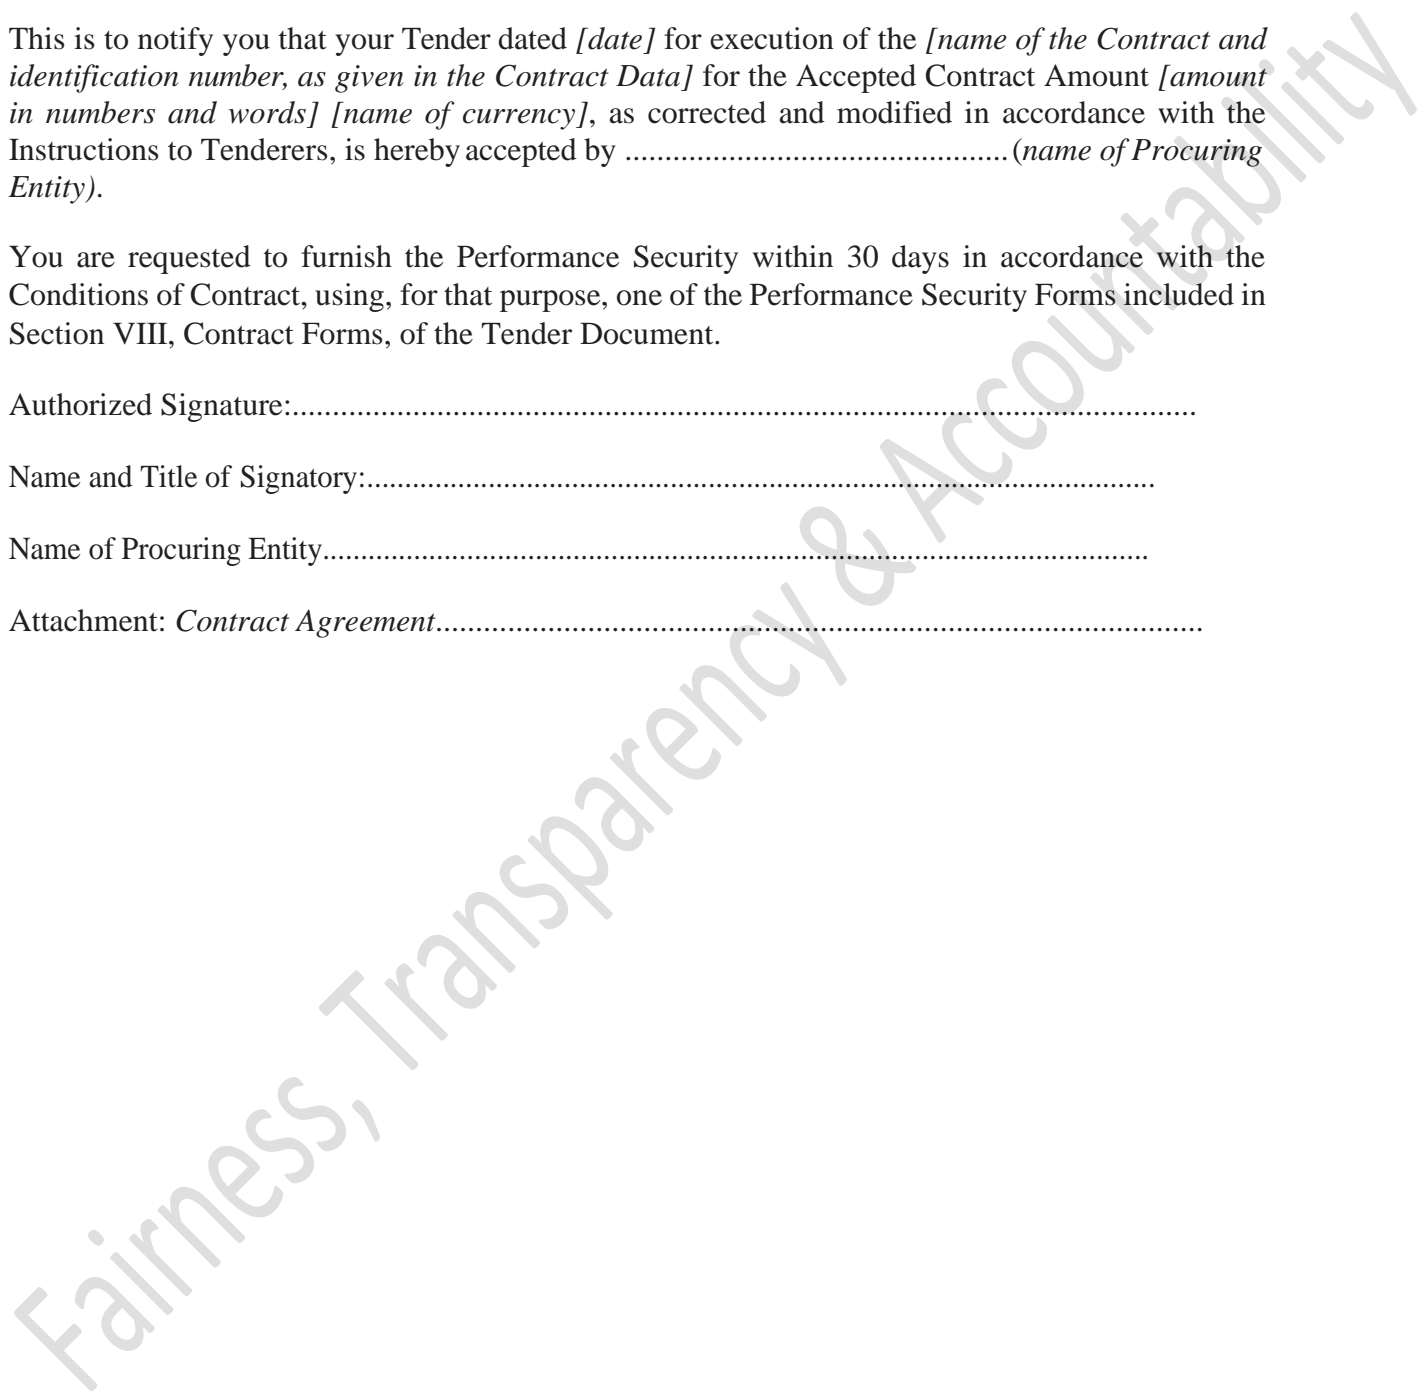 This is to notify you that your Tender dated [date] for execution of the [name of the Contract and
identification number, as given in the Contract Data] for the Accepted Contract Amount [amount
in numbers and words] [name of currency], as corrected and modified in accordance with the
Instructions to Tenderers, is hereby accepted by ................................................ (name of Procuring
Entity).
You are requested to furnish the Performance Security within 30 days in accordance with the
Conditions of Contract, using, for that purpose, one of the Performance Security Forms included in
Section VIII, Contract Forms, of the Tender Document.
Authorized Signature:.................................................................................................................
Name and Title of Signatory:........................................................................................................
Name of Procuring Entity.............................................................................................................
Attachment: Contract Agreement................................................................................................
Fairness, Transparency & Accountability